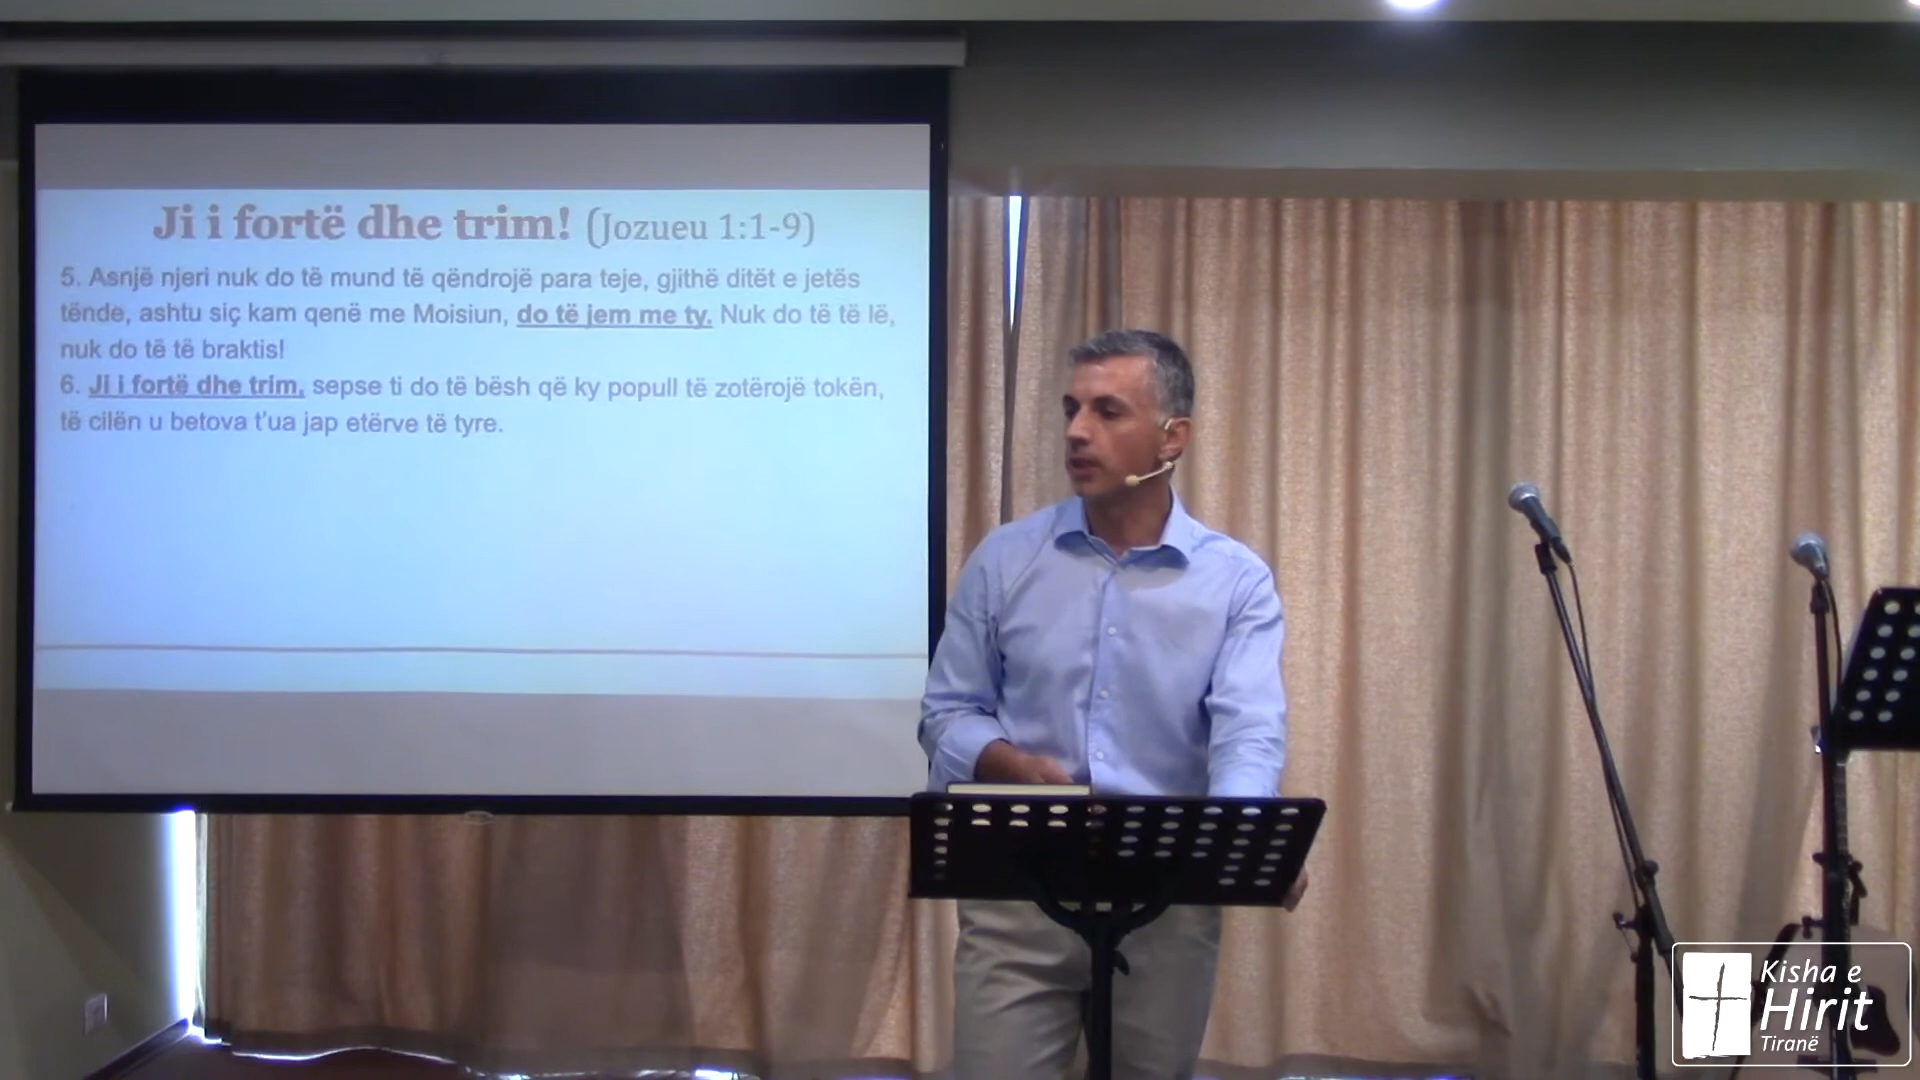 Ji i fortë dhe trim! (Jozueu 1:1-9)
5. Asnjë njeri nuk do të mund të qëndrojë para teje, gjithë ditët e jetës
tënde, ashtu siç kam qenë me Moisiun, do të jem me ty. Nuk do të të lë,
nuk do të të braktis!
6. Ji i fortë dhe trim, sepse ti do të bësh që ky popull të zotërojë tokën,
të cilën u betova t'ua jap etërve të tyre.
Kisha e
Hirit
Tiranë